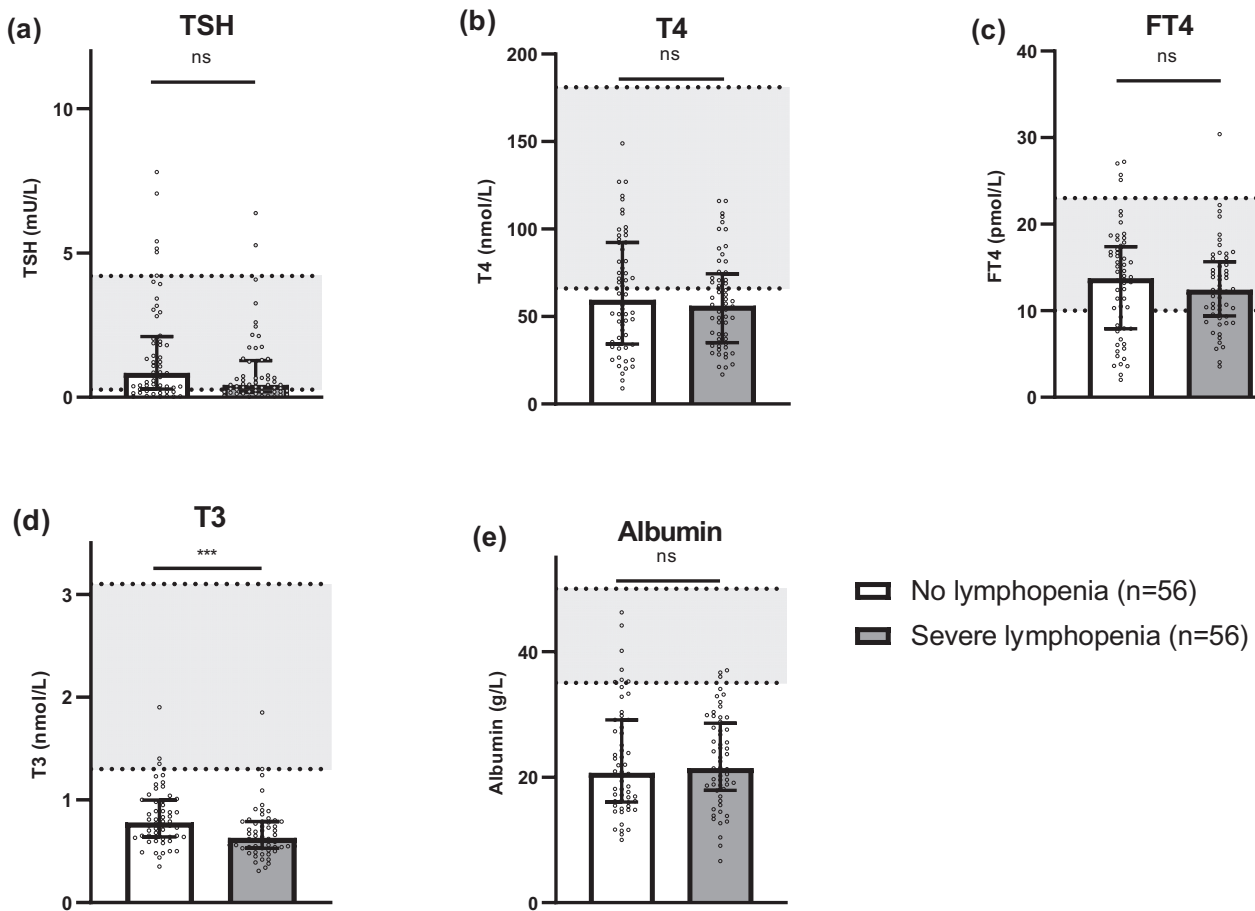 (a)
TSH
ns
10
5
0
TSH (mU/L)
(b)
T4
ns
200
150
100
50
0
T4 (nmol/L)
(c)
FT4
ns
40
30
20
10
0
FT4 (pmol/L)
(d)
T3
***
3
2
1
0
T3 (nmol/L)
(e)
Albumin
ns
40
20
0
Albumin (g/L)
No lymphopenia (n=56)
Severe lymphopenia (n=56)